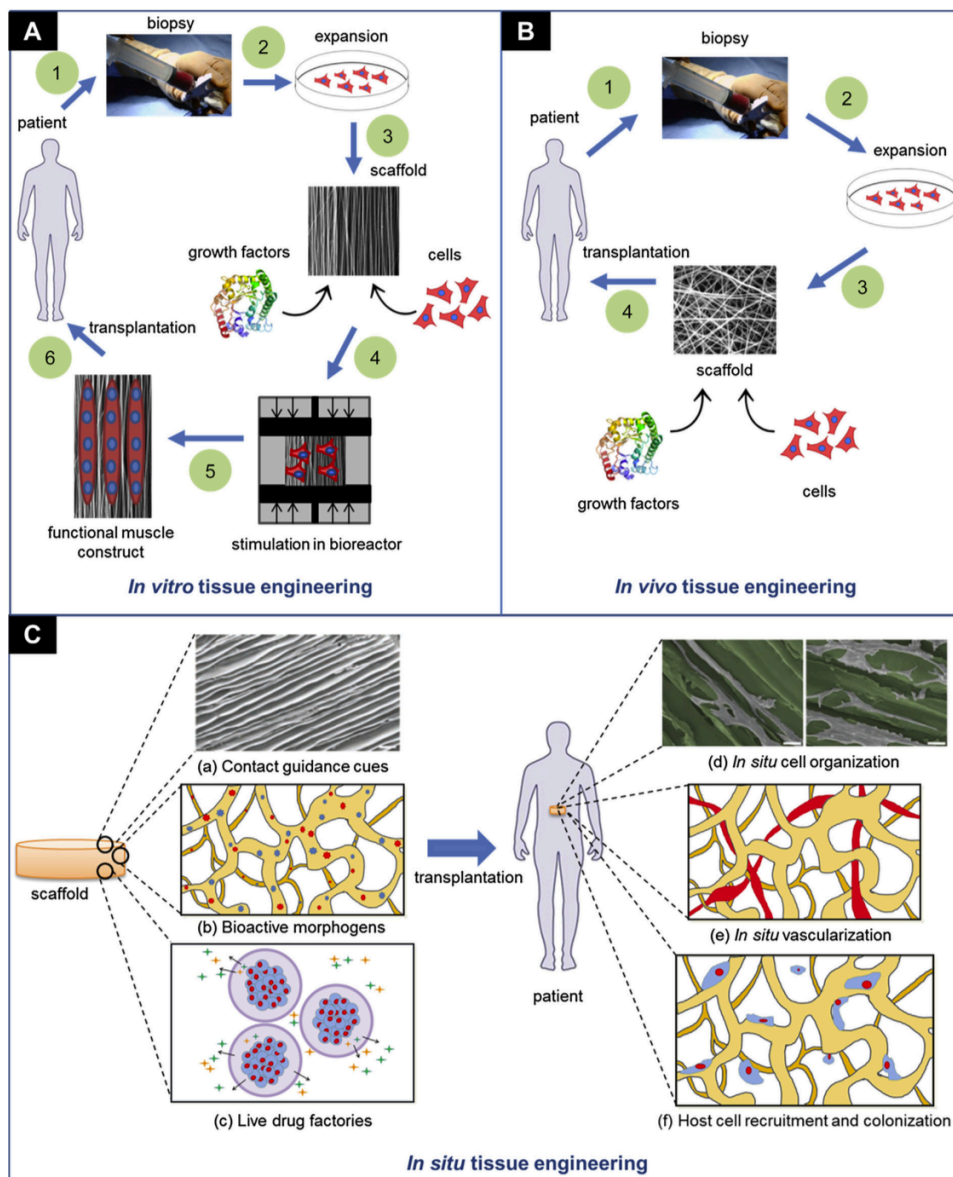 A
biopsy
1
2
expansion
patient
3
scaffold
growth factors
cells
transplantation
4
6
5
functional muscle
construct
stimulation in bioreactor
In vitro tissue engineering
B
biopsy
1
2
patient
expansion
transplantation
3
4
scaffold
growth factors
cells
In vivo tissue engineering
C
(a) Contact guidance cues
scaffold
(b) Bioactive morphogens
(c) Live drug factories
transplantation
patient
(d) In situ cell organization
(e) In situ vascularization
(f) Host cell recruitment and colonization
In situ tissue engineering